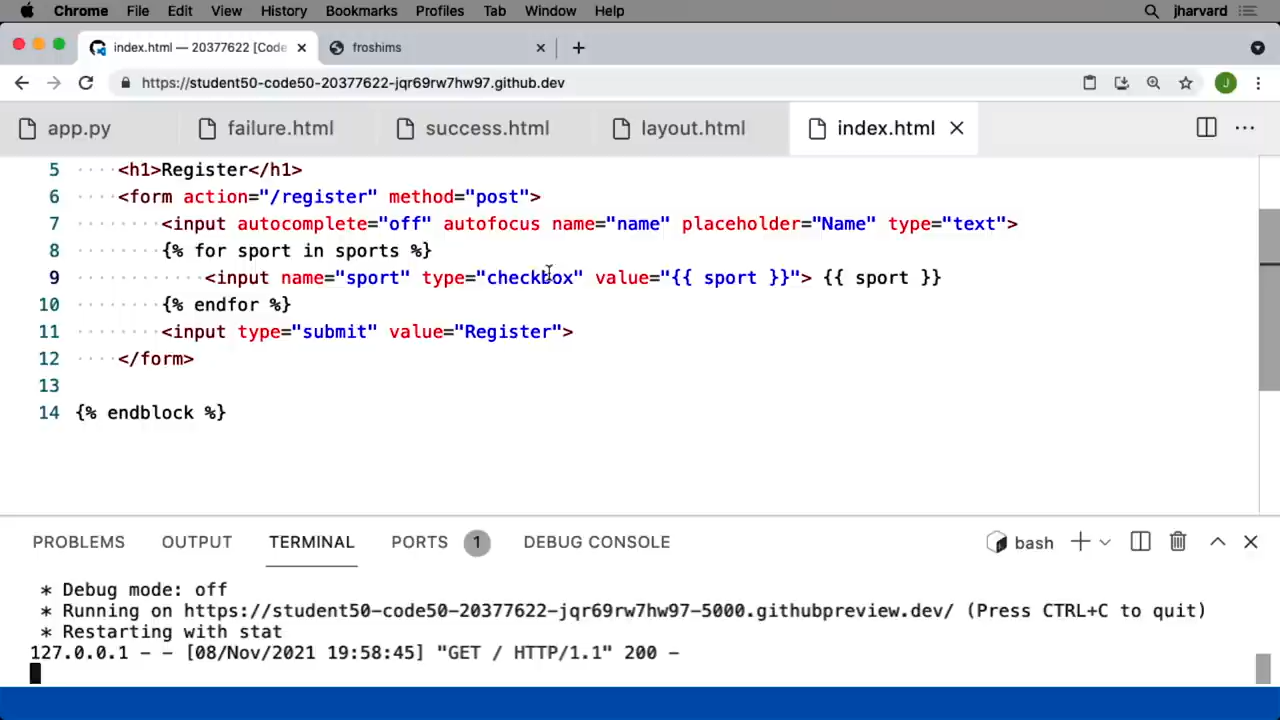 Chrome File Edit View History Bookmarks Profiles Tab Window Help jharvard
index.html — 20377622 [Code froshims
https://student50-code50-20377622-jqr69rw7hw97.github.dev J
app.py failure.html success.html layout.html index.html
5 <h1>Register</h1>
6 <form action="/register" method="post">
7 <input autocomplete="off" autofocus name="name" placeholder="Name" type="text">
8 {% for sport in sports %}
9 <input name="sport" type="checkbox" value="{{ sport }}"> {{ sport }}
10 {% endfor %}
11 <input type="submit" value="Register">
12 </form>
13
14 {% endblock %}
PROBLEMS OUTPUT TERMINAL PORTS 1 DEBUG CONSOLE bash
* Debug mode: off
* Running on https://student50-code50-20377622-jqr69rw7hw97-5000.githubpreview.dev/ (Press CTRL+C to quit)
* Restarting with stat
127.0.0.1 - - [08/Nov/2021 19:58:45] "GET / HTTP/1.1" 200 -